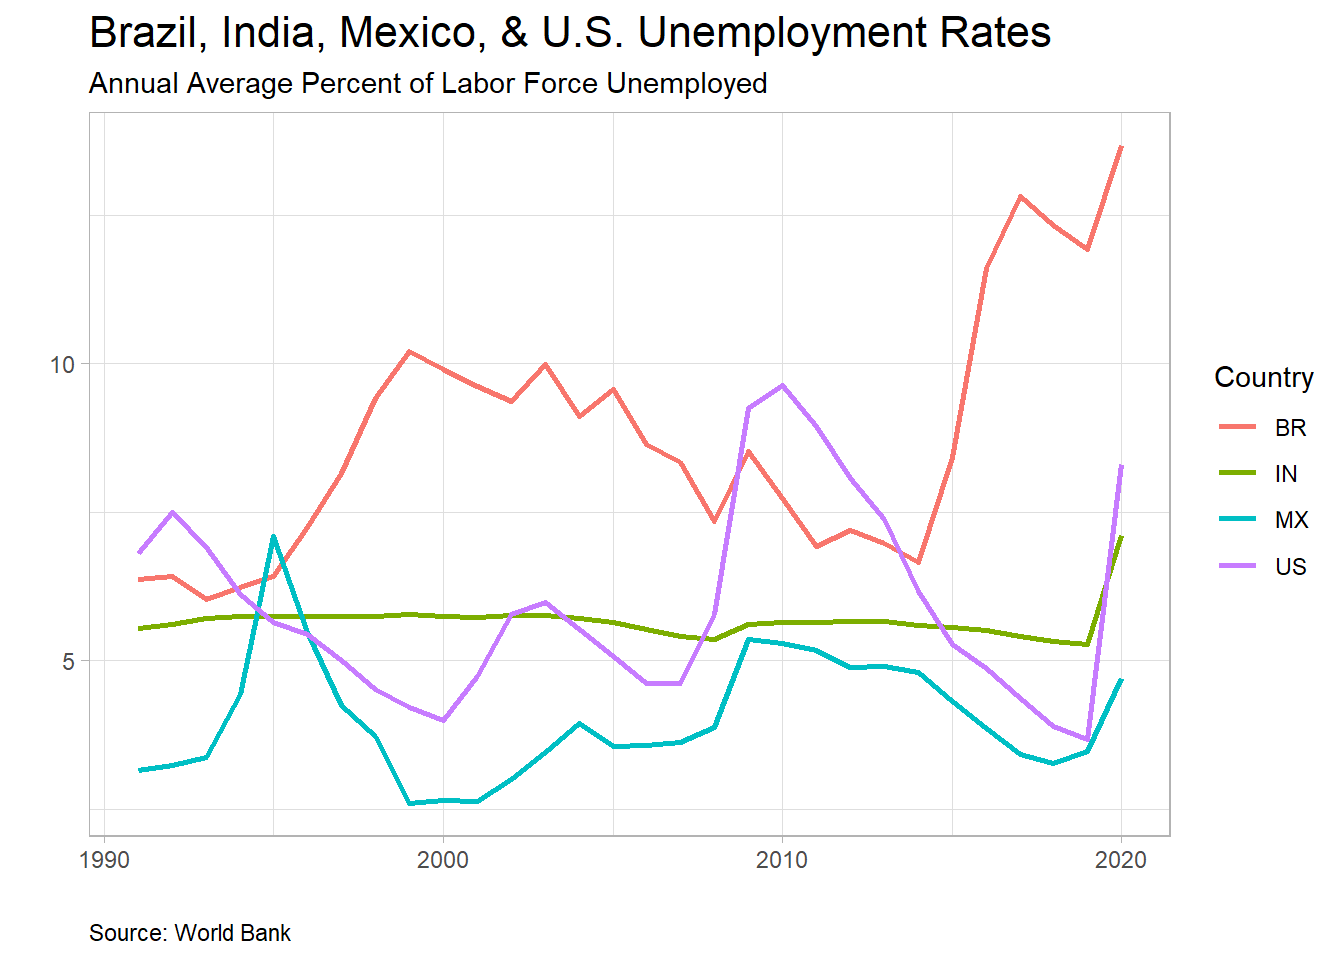 Brazil, India, Mexico, & U.S. Unemployment Rates
Annual Average Percent of Labor Force Unemployed
10
5
1990
2000
2010
2020
Country
BR
IN
MX
US
Source: World Bank